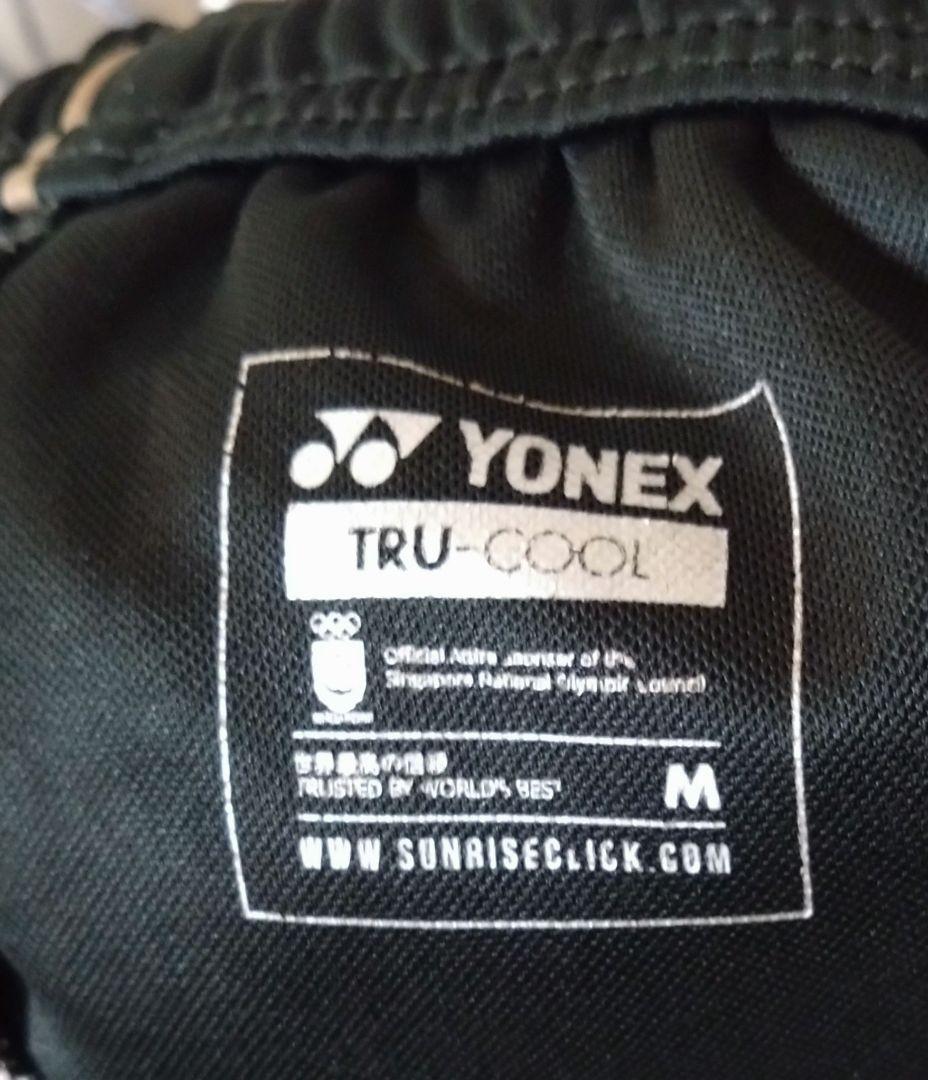 YONEX
TRU-COOL
Official Attire Sponsor of the
Singapore National Olympic Council
世界最高の信頼
TRUSTED BY WORLD'S BEST
M
WWW.SUNRISECLICK.COM